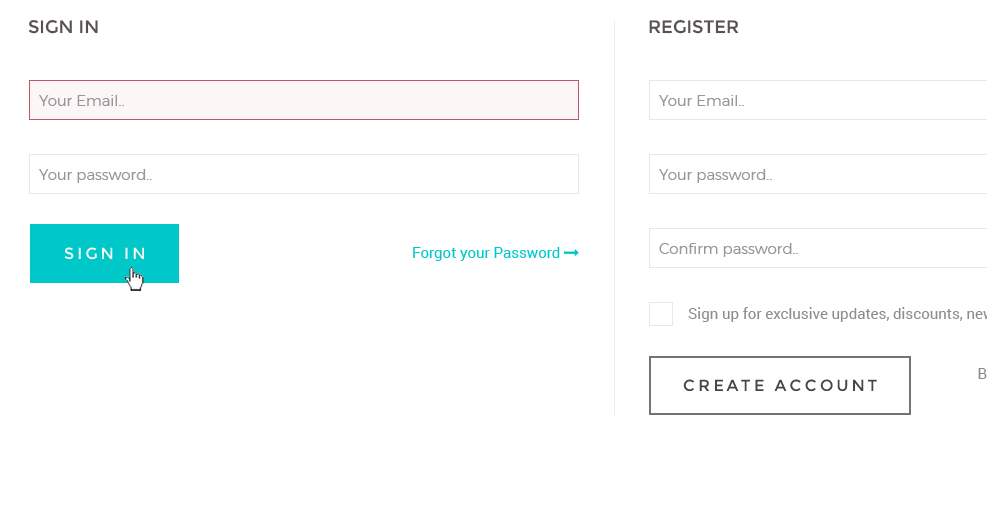 SIGN IN
Your Email..
Your password..
SIGN IN
Forgot your Password
REGISTER
Your Email..
Your password..
Confirm password..
Sign up for exclusive updates, discounts,
CREATE ACCOUNT